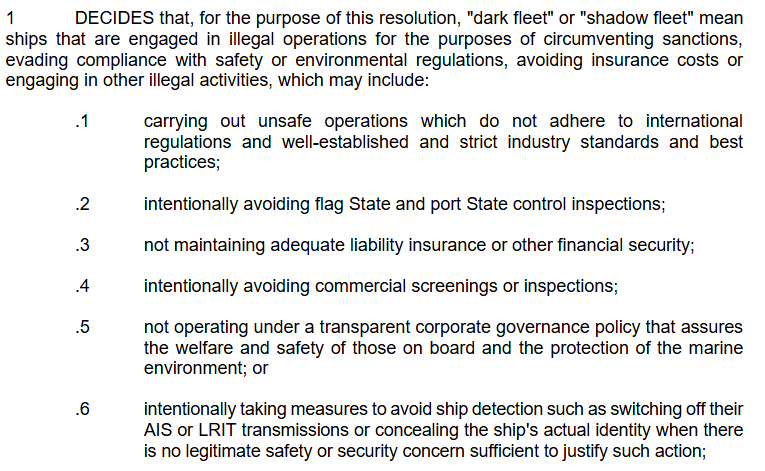 1 DECIDES that, for the purpose of this resolution, "dark fleet" or "shadow fleet" mean
ships that are engaged in illegal operations for the purposes of circumventing sanctions,
evading compliance with safety or environmental regulations, avoiding insurance costs or
engaging in other illegal activities, which may include:
.1 carrying out unsafe operations which do not adhere to international
regulations and well-established and strict industry standards and best
practices;
.2 intentionally avoiding flag State and port State control inspections;
.3 not maintaining adequate liability insurance or other financial security;
.4 intentionally avoiding commercial screenings or inspections;
.5 not operating under a transparent corporate governance policy that assures
the welfare and safety of those on board and the protection of the marine
environment; or
.6 intentionally taking measures to avoid ship detection such as switching off their
AIS or LRIT transmissions or concealing the ship's actual identity when there
is no legitimate safety or security concern sufficient to justify such action;